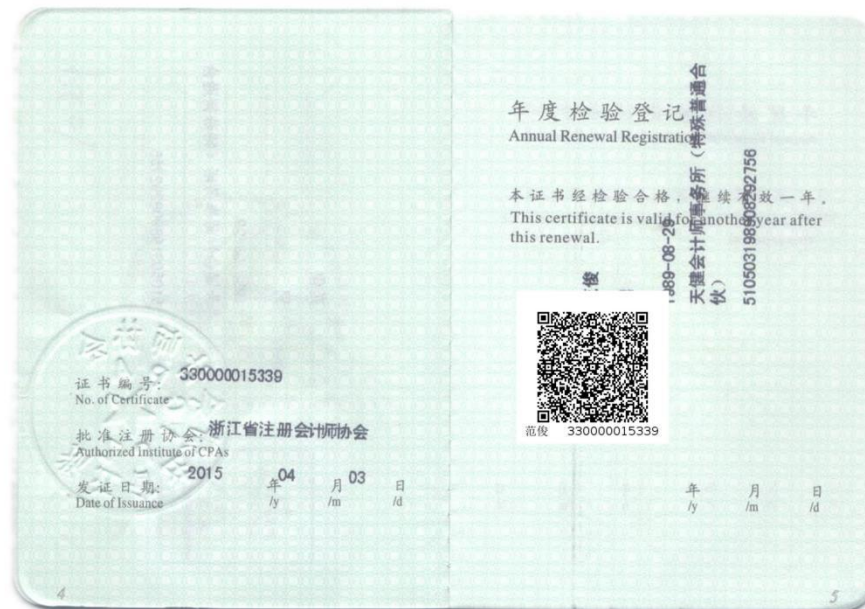 证书编号: 330000015339
No. of Certificate
批准注册协会: 浙江省注册会计师协会
Authorized institute of CPAs
发证日期: 2015 年 04 月 03 日
Date of Issuance /y /m /d
4
年度检验登记
Annual Renewal Registration
本证书经检验合格，继续有效一年．
This certificate is valid for another year after
this renewal.
俊
89-08-29
天健会计师事务所（特殊普通合
伙）
510503198908292756
范俊 330000015339
年 月 日
/y /m /d
5